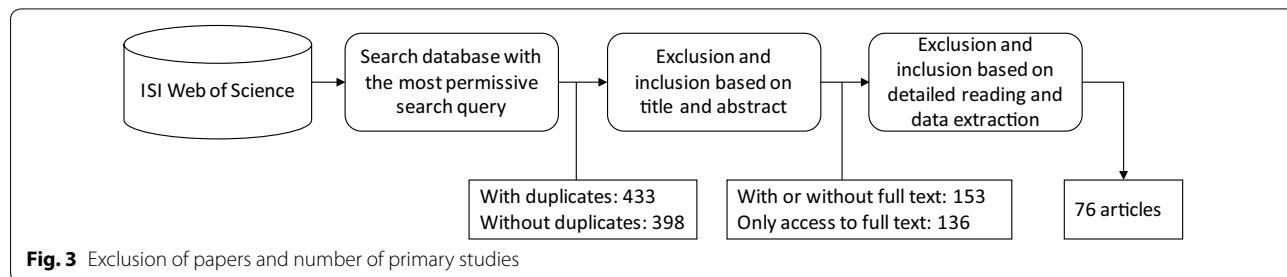 ISI Web of Science
Search database with
the most permissive
search query
Exclusion and
inclusion based on
title and abstract
Exclusion and
inclusion based on
detailed reading and
data extraction
With duplicates: 433
Without duplicates: 398
With or without full text: 153
Only access to full text: 136
76 articles
Fig. 3 Exclusion of papers and number of primary studies